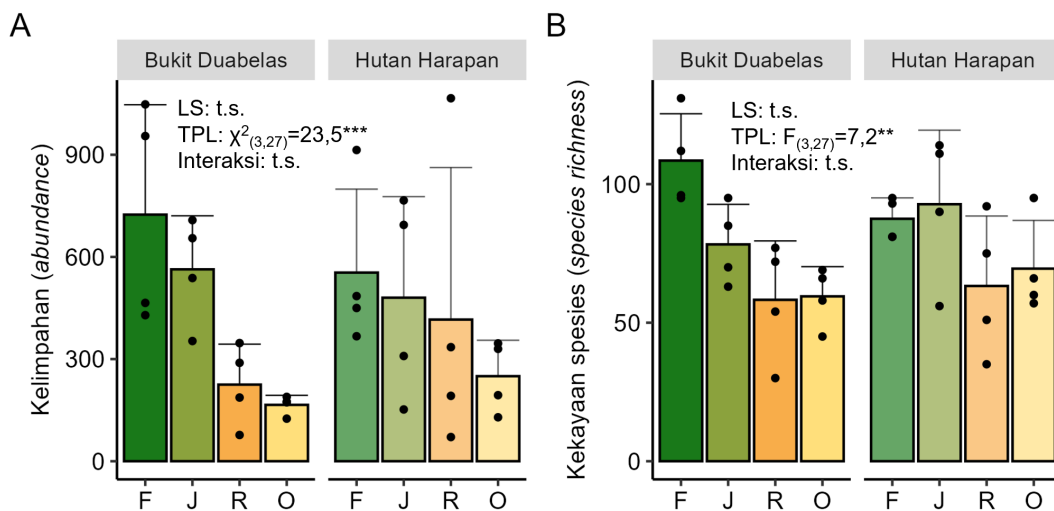 A
Bukit Duabelas
Hutan Harapan
LS: t.s.
TPL: χ²(3,27)=23,5***
Interaksi: t.s.
Kelimpahan (abundance)
900
600
300
0
F J R O
F J R O
B
Bukit Duabelas
Hutan Harapan
LS: t.s.
TPL: F(3,27)=7,2**
Interaksi: t.s.
Kekayaan spesies (species richness)
100
50
0
F J R O
F J R O